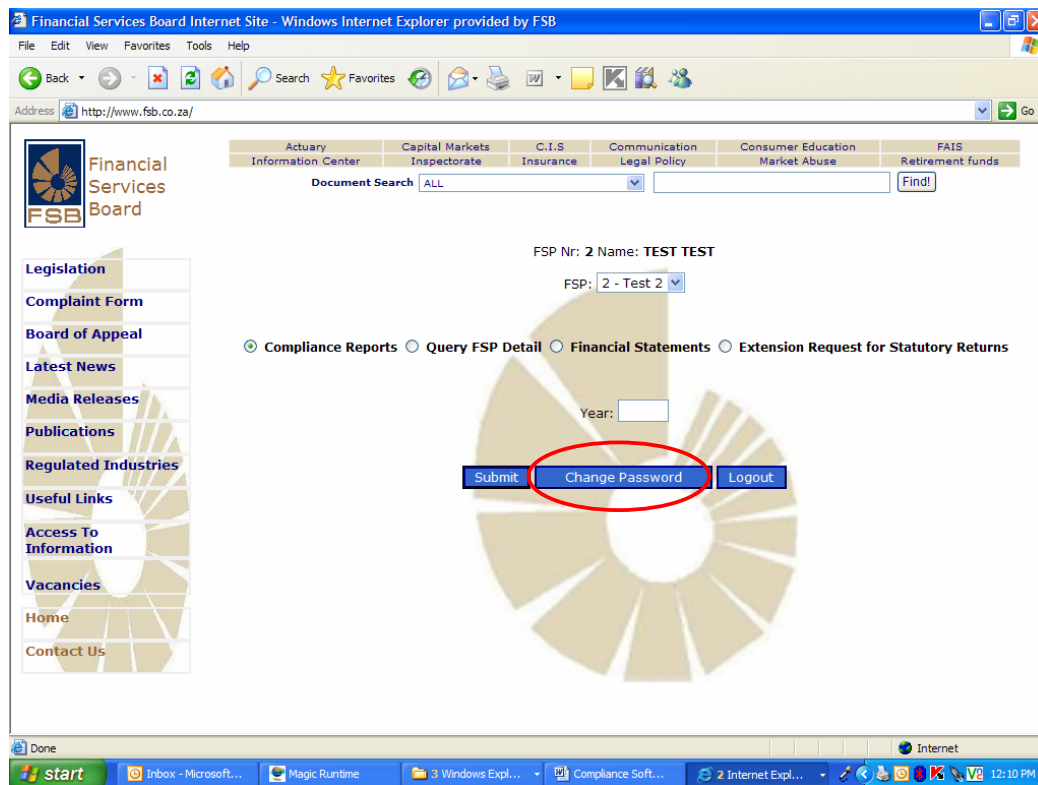 Financial Services Board Internet Site - Windows Internet Explorer provided by FSB
File Edit View Favorites Tools Help
Back Search Favorites
Address http://www.fsb.co.za/ Go
Actuary Capital Markets C.I.S Communication Consumer Education FAIS
Information Center Inspectorate Insurance Legal Policy Market Abuse Retirement funds
Document Search ALL Find!
Financial
Services
Board
FSB
FSP Nr: 2 Name: TEST TEST
FSP: 2 - Test 2
Legislation
Complaint Form
Board of Appeal
Latest News
Media Releases
Publications
Regulated Industries
Useful Links
Access To
Information
Vacancies
Home
Contact Us
Compliance Reports Query FSP Detail Financial Statements Extension Request for Statutory Returns
Year:
Submit Change Password Logout
Done Internet
start Inbox - Microsoft... Magic Runtime 3 Windows Expl... Compliance Soft... 2 Internet Expl... 12:10 PM